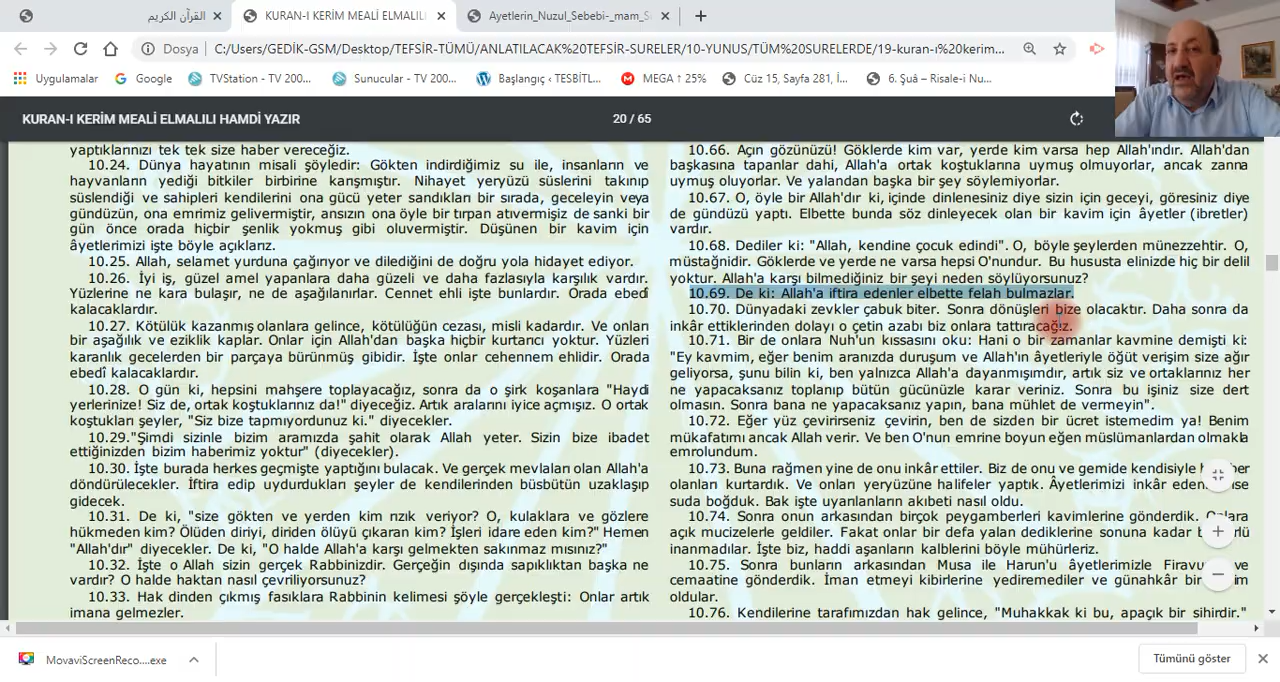 القرآن الكريم
KURAN-I KERİM MEALİ ELMALILI
Ayetlerin_Nuzul_Sebebi-_mam_S
Dosya
C:/Users/GEDİK-GSM/Desktop/TEFSİR-TÜMÜ/ANLATILACAK%20TEFSİR-SURELER/10-YUNUS/TÜM%20SURELERDE/19-kuran-ı%20kerim...
Uygulamalar
Google
TVStation - TV 200...
Sunucular - TV 200...
Başlangıç ‹ TESBİTL...
MEGA ↑ 25%
Cüz 15, Sayfa 281, İ...
6. Şuâ – Risale-i Nu...
KURAN-I KERİM MEALİ ELMALILI HAMDİ YAZIR
20 / 65
yaptıklarınızı tek tek size haber vereceğiz.
10.24. Dünya hayatının misali şöyledir: Gökten indirdiğimiz su ile, insanların ve
hayvanların yediği bitkiler birbirine karışmıştır. Nihayet yeryüzü süslerini takınıp
süslendiği ve sahipleri kendilerini ona gücü yeter sandıkları bir sırada, geceleyin veya
gündüzün, ona emrimiz gelivermiştir, ansızın ona öyle bir tırpan atıvermişiz de sanki bir
gün önce orada hiçbir şenlik yokmuş gibi oluvermiştir. Düşünen bir kavim için
âyetlerimizi işte böyle açıklarız.
10.25. Allah, selamet yurduna çağırıyor ve dilediğini de doğru yola hidayet ediyor.
10.26. İyi iş, güzel amel yapanlara daha güzeli ve daha fazlasıyla karşılık vardır.
Yüzlerine ne kara bulaşır, ne de aşağılanırlar. Cennet ehli işte bunlardır. Orada ebedî
kalacaklardır.
10.27. Kötülük kazanmış olanlara gelince, kötülüğün cezası, misli kadardır. Ve onları
bir aşağılık ve eziklik kaplar. Onlar için Allah'dan başka hiçbir kurtarıcı yoktur. Yüzleri
karanlık gecelerden bir parçaya bürünmüş gibidir. İşte onlar cehennem ehlidir. Orada
ebedî kalacaklardır.
10.28. O gün ki, hepsini mahşere toplayacağız, sonra da o şirk koşanlara "Haydi
yerlerinize! Siz de, ortak koştuklarınız da!" diyeceğiz. Artık aralarını iyice açmışız. O ortak
koştukları şeyler, "Siz bize tapmıyordunuz ki." diyecekler.
10.29."Şimdi sizinle bizim aramızda şahit olarak Allah yeter. Sizin bize ibadet
ettiğinizden bizim haberimiz yoktur" (diyecekler).
10.30. İşte burada herkes geçmişte yaptığını bulacak. Ve gerçek mevlaları olan Allah'a
döndürülecekler. İftira edip uydurdukları şeyler de kendilerinden büsbütün uzaklaşıp
gidecek.
10.31. De ki, "size gökten ve yerden kim rızık veriyor? O, kulaklara ve gözlere
hükmeden kim? Ölüden diriyi, diriden ölüyü çıkaran kim? İşleri idare eden kim?" Hemen
"Allah'dır" diyecekler. De ki, "O halde Allah'a karşı gelmekten sakınmaz mısınız?"
10.32. İşte o Allah sizin gerçek Rabbinizdir. Gerçeğin dışında sapıklıktan başka ne
vardır? O halde haktan nasıl çevriliyorsunuz?
10.33. Hak dinden çıkmış fasıklara Rabbinin kelimesi şöyle gerçekleşti: Onlar artık
imana gelmezler.
10.66. Açın gözünüzü! Göklerde kim var, yerde kim varsa hep Allah'ındır. Allah'dan
başkasına tapanlar dahi, Allah'a ortak koştuklarına uymuş olmuyorlar, ancak zanna
uymuş oluyorlar. Ve yalandan başka bir şey söylemiyorlar.
10.67. O, öyle bir Allah'dır ki, içinde dinlenesiniz diye sizin için geceyi, göresiniz diye
de gündüzü yaptı. Elbette bunda söz dinleyecek olan bir kavim için âyetler (ibretler)
vardır.
10.68. Dediler ki: "Allah, kendine çocuk edindi". O, böyle şeylerden münezzehtir. O,
müstağnidir. Göklerde ve yerde ne varsa hepsi O'nundur. Bu hususta elinizde hiç bir delil
yoktur. Allah'a karşı bilmediğiniz bir şeyi neden söylüyorsunuz?
10.69. De ki: Allah'a iftira edenler elbette felah bulmazlar.
10.70. Dünyadaki zevkler çabuk biter. Sonra dönüşleri bize olacaktır. Daha sonra da
inkâr ettiklerinden dolayı o çetin azabı biz onlara tattıracağız.
10.71. Bir de onlara Nuh'un kıssasını oku: Hani o bir zamanlar kavmine demişti ki:
"Ey kavmim, eğer benim aranızda duruşum ve Allah'ın âyetleriyle öğüt verişim size ağır
geliyorsa, şunu bilin ki, ben yalnızca Allah'a dayanmışımdır, artık siz ve ortaklarınız her
ne yapacaksanız toplanıp bütün gücünüzle karar veriniz. Sonra bu işiniz size dert
olmasın. Sonra bana ne yapacaksanız yapın, bana mühlet de vermeyin".
10.72. Eğer yüz çevirirseniz çevirin, ben de sizden bir ücret istemedim ya! Benim
mükafatımı ancak Allah verir. Ve ben O'nun emrine boyun eğen müslümanlardan olmakla
emrolundum.
10.73. Buna rağmen yine de onu inkâr ettiler. Biz de onu ve gemide kendisiyle
olanları kurtardık. Ve onları yeryüzüne halifeler yaptık. Âyetlerimizi inkâr
suda boğduk. Bak işte uyarılanların akıbeti nasıl oldu.
10.74. Sonra onun arkasından birçok peygamberleri kavimlerine gönderdik.
açık mucizelerle geldiler. Fakat onlar bir defa yalan dediklerine sonuna kadar
inanmadılar. İşte biz, haddi aşanların kalblerini böyle mühürleriz.
10.75. Sonra bunların arkasından Musa ile Harun'u âyetlerimizle Firavun ve
cemaatine gönderdik. İman etmeyi kibirlerine yediremediler ve günahkâr bir
oldular.
10.76. Kendilerine tarafımızdan hak gelince, "Muhakkak ki bu, apaçık bir sihirdir."
MovaviScreenReco....exe
Tümünü göster